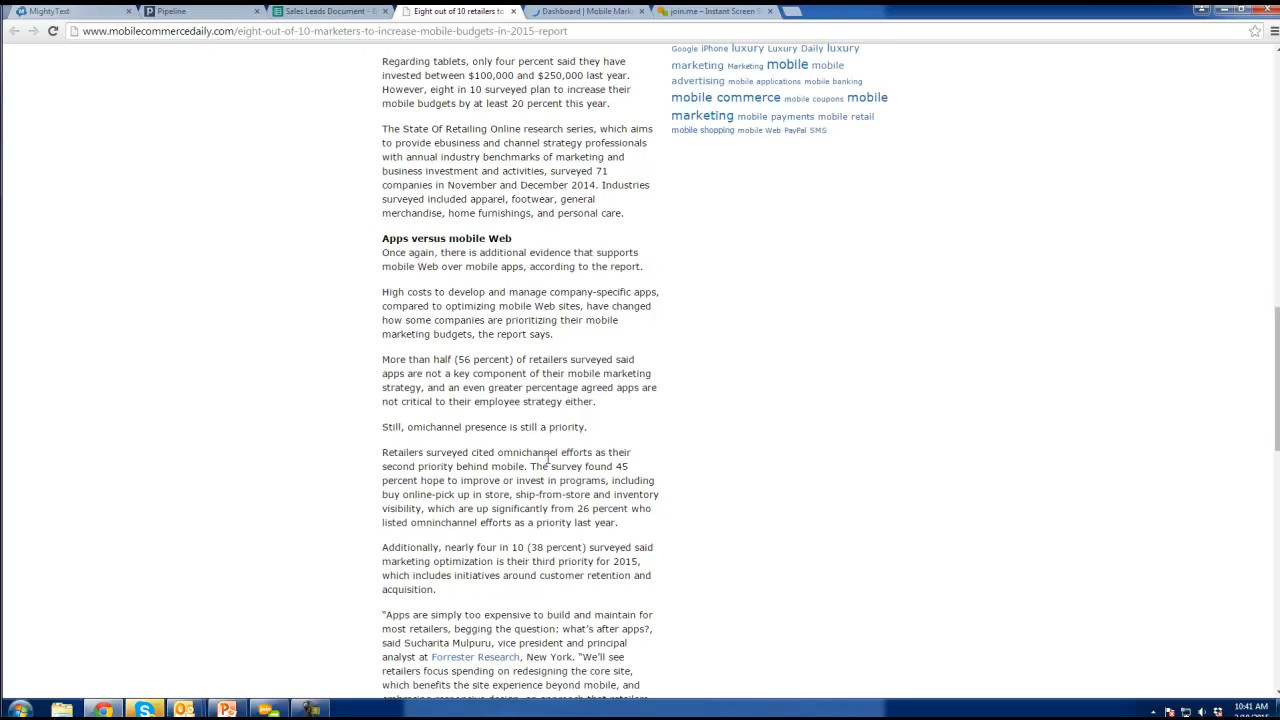 MightyText
Pipeline
Sales Leads Document - G
Eight out of 10 retailers to
Dashboard | Mobile Mark
join.me – Instant Screen S
www.mobilecommercedaily.com/eight-out-of-10-marketers-to-increase-mobile-budgets-in-2015-report
Regarding tablets, only four percent said they have
invested between $100,000 and $250,000 last year.
However, eight in 10 surveyed plan to increase their
mobile budgets by at least 20 percent this year.
The State Of Retailing Online research series, which aims
to provide ebusiness and channel strategy professionals
with annual industry benchmarks of marketing and
business investment and activities, surveyed 71
companies in November and December 2014. Industries
surveyed included apparel, footwear, general
merchandise, home furnishings, and personal care.
Apps versus mobile Web
Once again, there is additional evidence that supports
mobile Web over mobile apps, according to the report.
High costs to develop and manage company-specific apps,
compared to optimizing mobile Web sites, have changed
how some companies are prioritizing their mobile
marketing budgets, the report says.
More than half (56 percent) of retailers surveyed said
apps are not a key component of their mobile marketing
strategy, and an even greater percentage agreed apps are
not critical to their employee strategy either.
Still, omichannel presence is still a priority.
Retailers surveyed cited omnichannel efforts as their
second priority behind mobile. The survey found 45
percent hope to improve or invest in programs, including
buy online-pick up in store, ship-from-store and inventory
visibility, which are up significantly from 26 percent who
listed omninchannel efforts as a priority last year.
Additionally, nearly four in 10 (38 percent) surveyed said
marketing optimization is their third priority for 2015,
which includes initiatives around customer retention and
acquisition.
“Apps are simply too expensive to build and maintain for
most retailers, begging the question: what’s after apps?,
said Sucharita Mulpuru, vice president and principal
analyst at Forrester Research, New York. “We’ll see
retailers focus spending on redesigning the core site,
which benefits the site experience beyond mobile, and
Google iPhone luxury Luxury Daily luxury
marketing Marketing mobile mobile
advertising mobile applications mobile banking
mobile commerce mobile coupons mobile
marketing mobile payments mobile retail
mobile shopping mobile Web PayPal SMS
10:41 AM